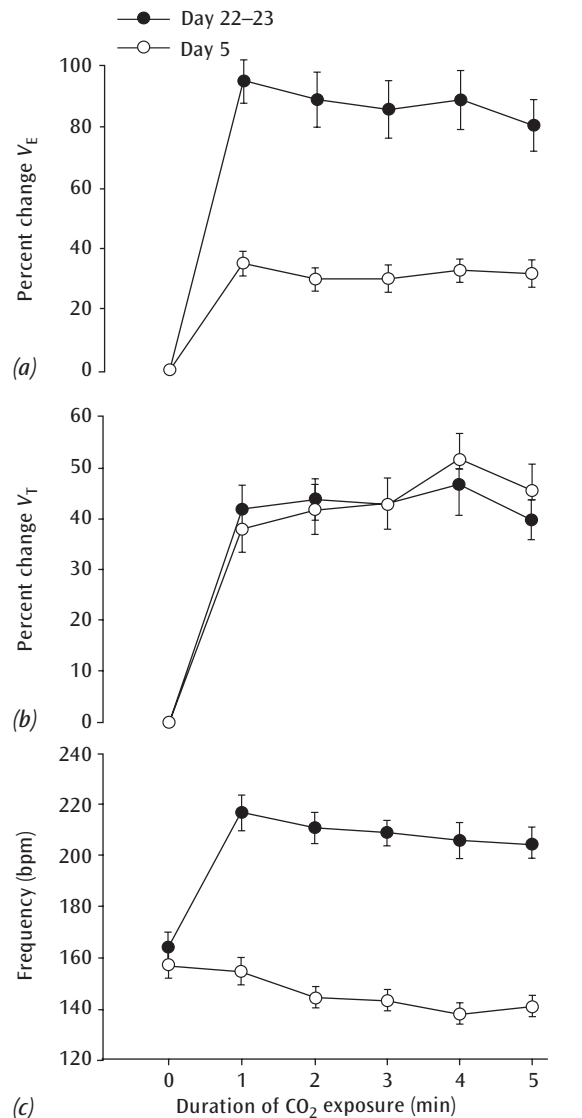 Day 22–23
Day 5
100
80
60
40
20
0
Percent change VE
(a)
60
50
40
30
20
10
0
Percent change VT
(b)
240
220
200
180
160
140
120
Frequency (bpm)
0 1 2 3 4 5
(c)
Duration of CO2 exposure (min)